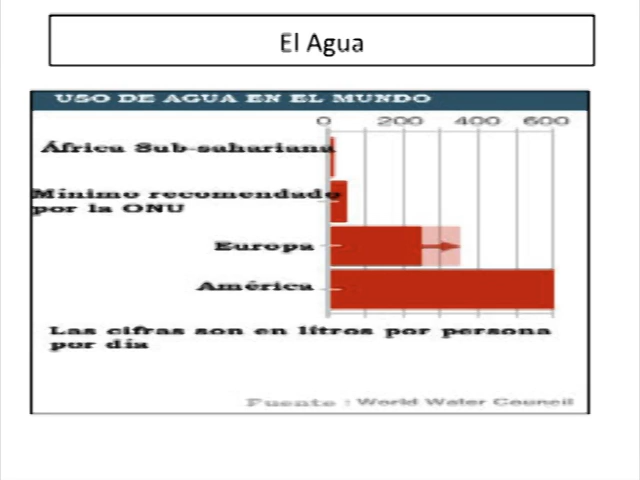 El Agua
USO DE AGUA EN EL MUNDO
0 200 400 600
África Sub-sahariana
Mínimo recomendado
por la ONU
Europa
América
Las cifras son en litros por persona
por día
Fuente : World Water Council